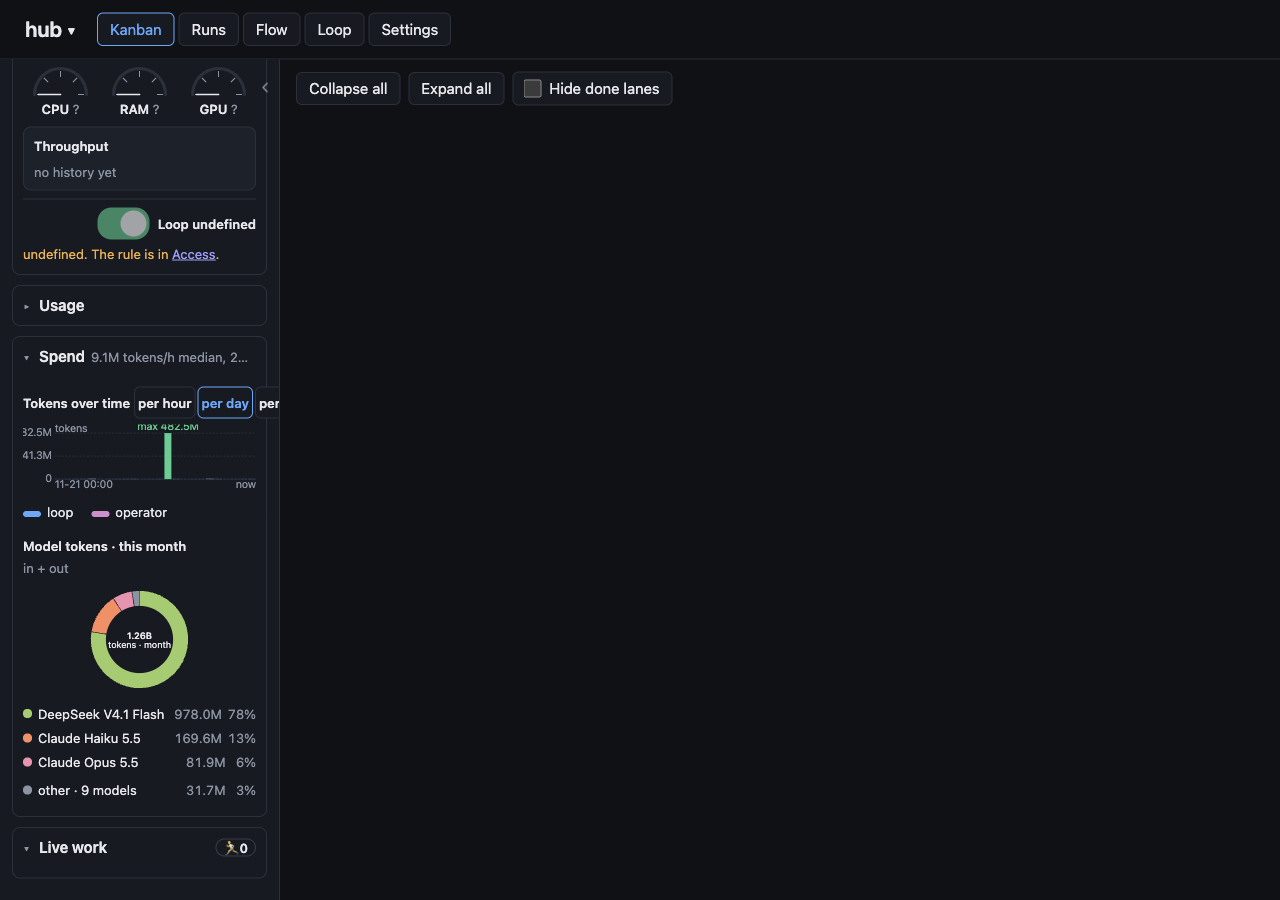 hub ▾ Kanban Runs Flow Loop Settings
Collapse all Expand all Hide done lanes
CPU ? RAM ? GPU ?
Throughput
no history yet
Loop undefined
undefined. The rule is in Access.
▸ Usage
▾ Spend 9.1M tokens/h median, 2…
Tokens over time per hour per day per
tokens max 482.5M
32.5M
41.3M
0
11-21 00:00 now
loop operator
Model tokens · this month
in + out
1.26B
tokens · month
DeepSeek V4.1 Flash 978.0M 78%
Claude Haiku 5.5 169.6M 13%
Claude Opus 5.5 81.9M 6%
other · 9 models 31.7M 3%
▾ Live work 🏃0